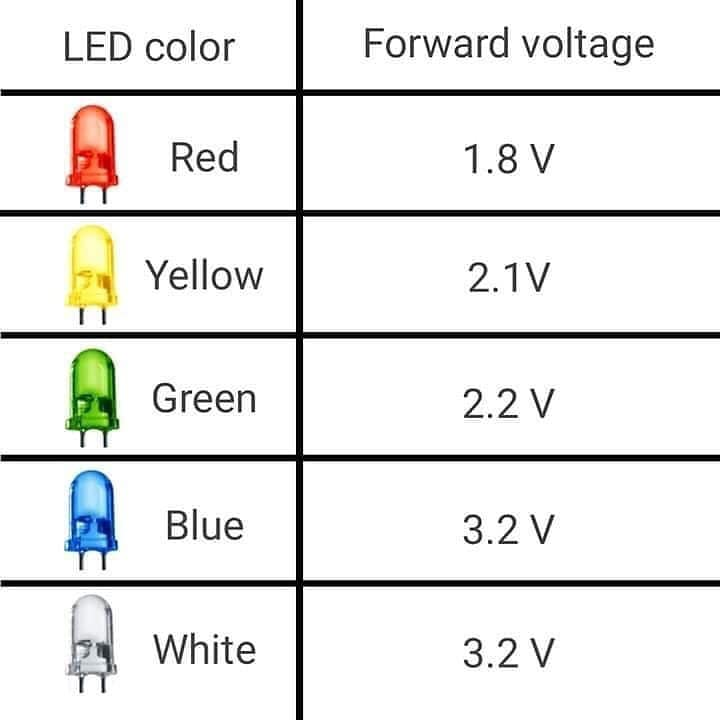 LED color Forward voltage
Red 1.8 V
Yellow 2.1V
Green 2.2 V
Blue 3.2 V
White 3.2 V